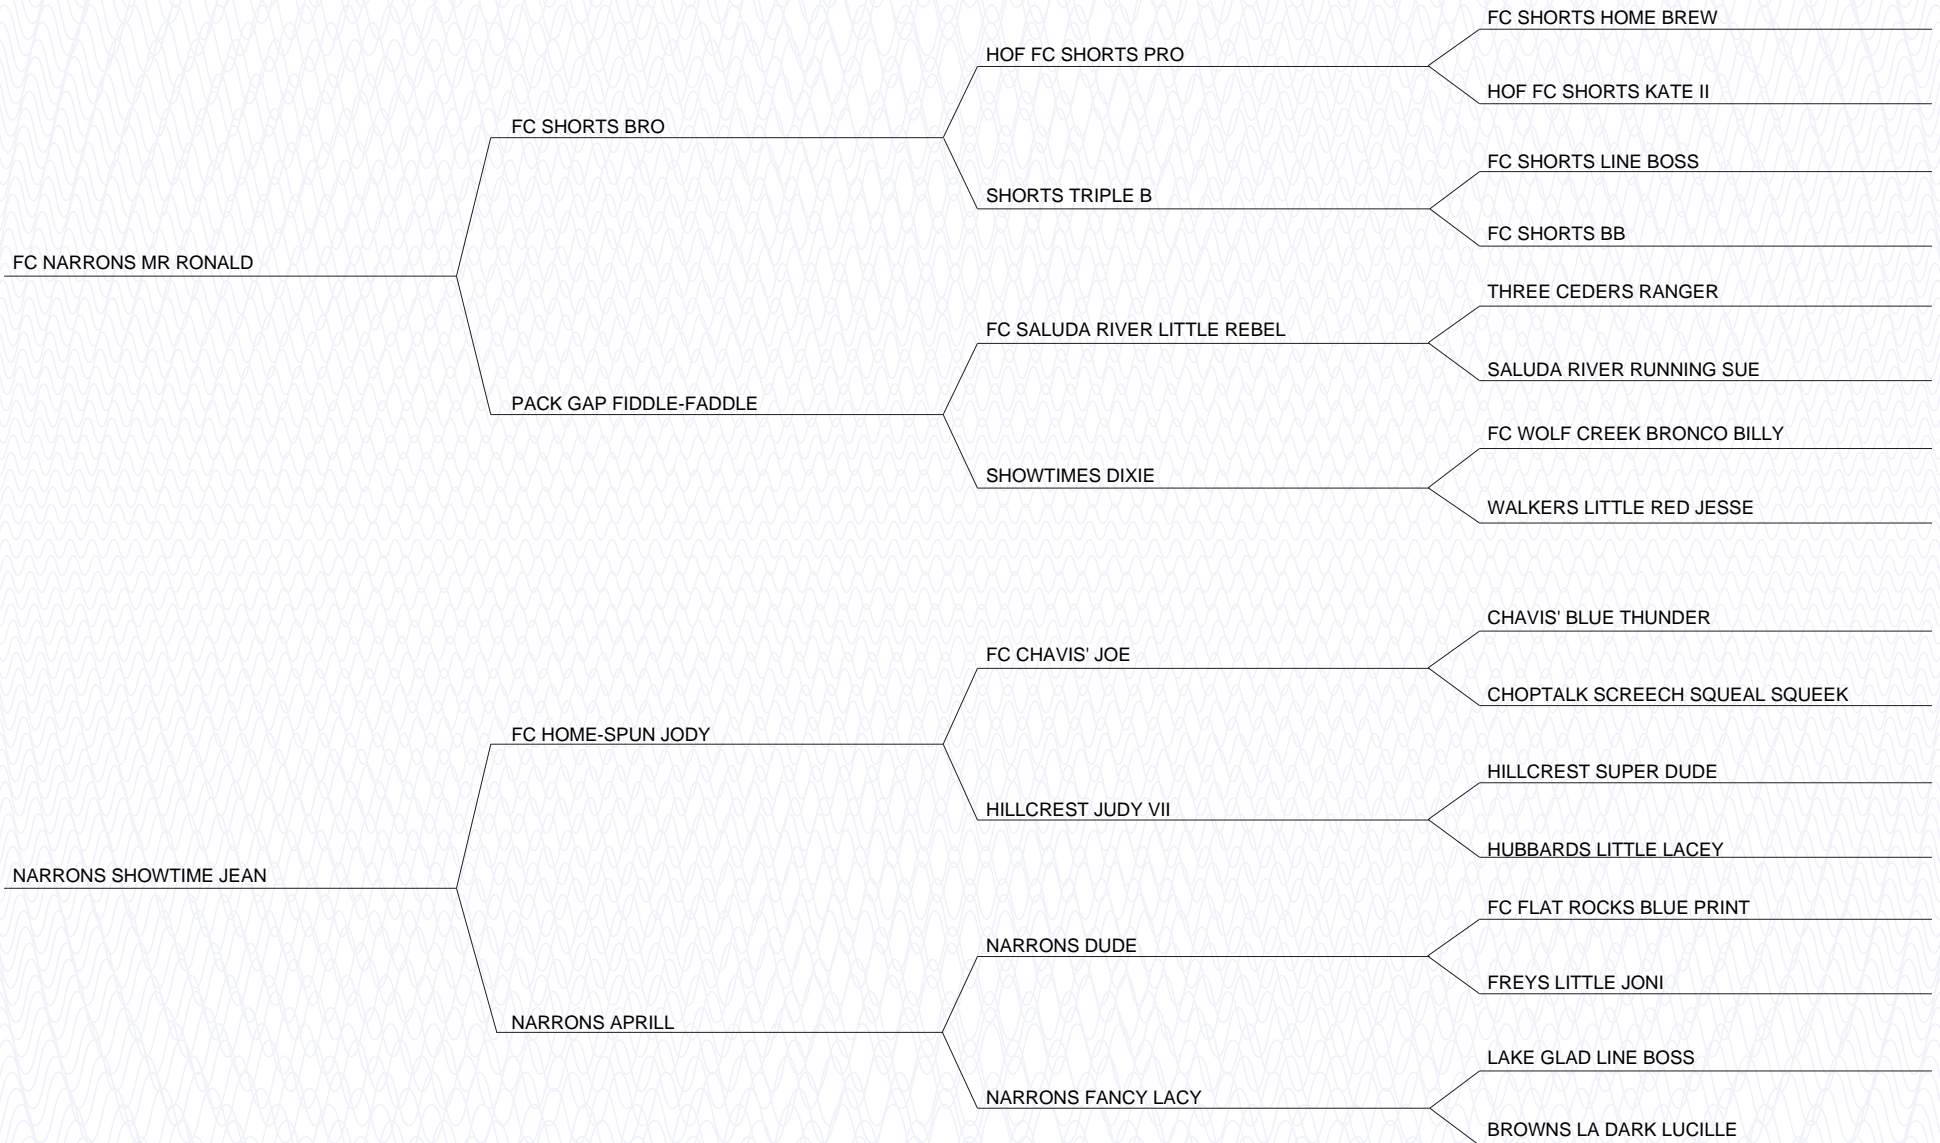 FC SHORTS HOME BREW
HOF FC SHORTS PRO
HOF FC SHORTS KATE II
FC SHORTS BRO
FC SHORTS LINE BOSS
SHORTS TRIPLE B
FC SHORTS BB
FC NARRONS MR RONALD
THREE CEDERS RANGER
FC SALUDA RIVER LITTLE REBEL
SALUDA RIVER RUNNING SUE
PACK GAP FIDDLE-FADDLE
FC WOLF CREEK BRONCO BILLY
SHOWTIMES DIXIE
WALKERS LITTLE RED JESSE
CHAVIS' BLUE THUNDER
FC CHAVIS' JOE
CHOPTALK SCREECH SQUEAL SQUEEK
FC HOME-SPUN JODY
HILLCREST SUPER DUDE
HILLCREST JUDY VII
HUBBARDS LITTLE LACEY
NARRONS SHOWTIME JEAN
FC FLAT ROCKS BLUE PRINT
NARRONS DUDE
FREYS LITTLE JONI
NARRONS APRILL
LAKE GLAD LINE BOSS
NARRONS FANCY LACY
BROWNS LA DARK LUCILLE